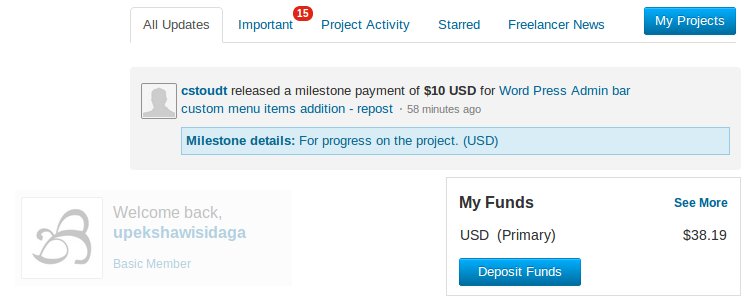 All Updates
Important
15
Project Activity
Starred
Freelancer News
My Projects
cstoudt released a milestone payment of $10 USD for Word Press Admin bar
custom menu items addition - repost · 58 minutes ago
Milestone details: For progress on the project. (USD)
Welcome back,
upekshawisidaga
Basic Member
My Funds
See More
USD (Primary)
$38.19
Deposit Funds